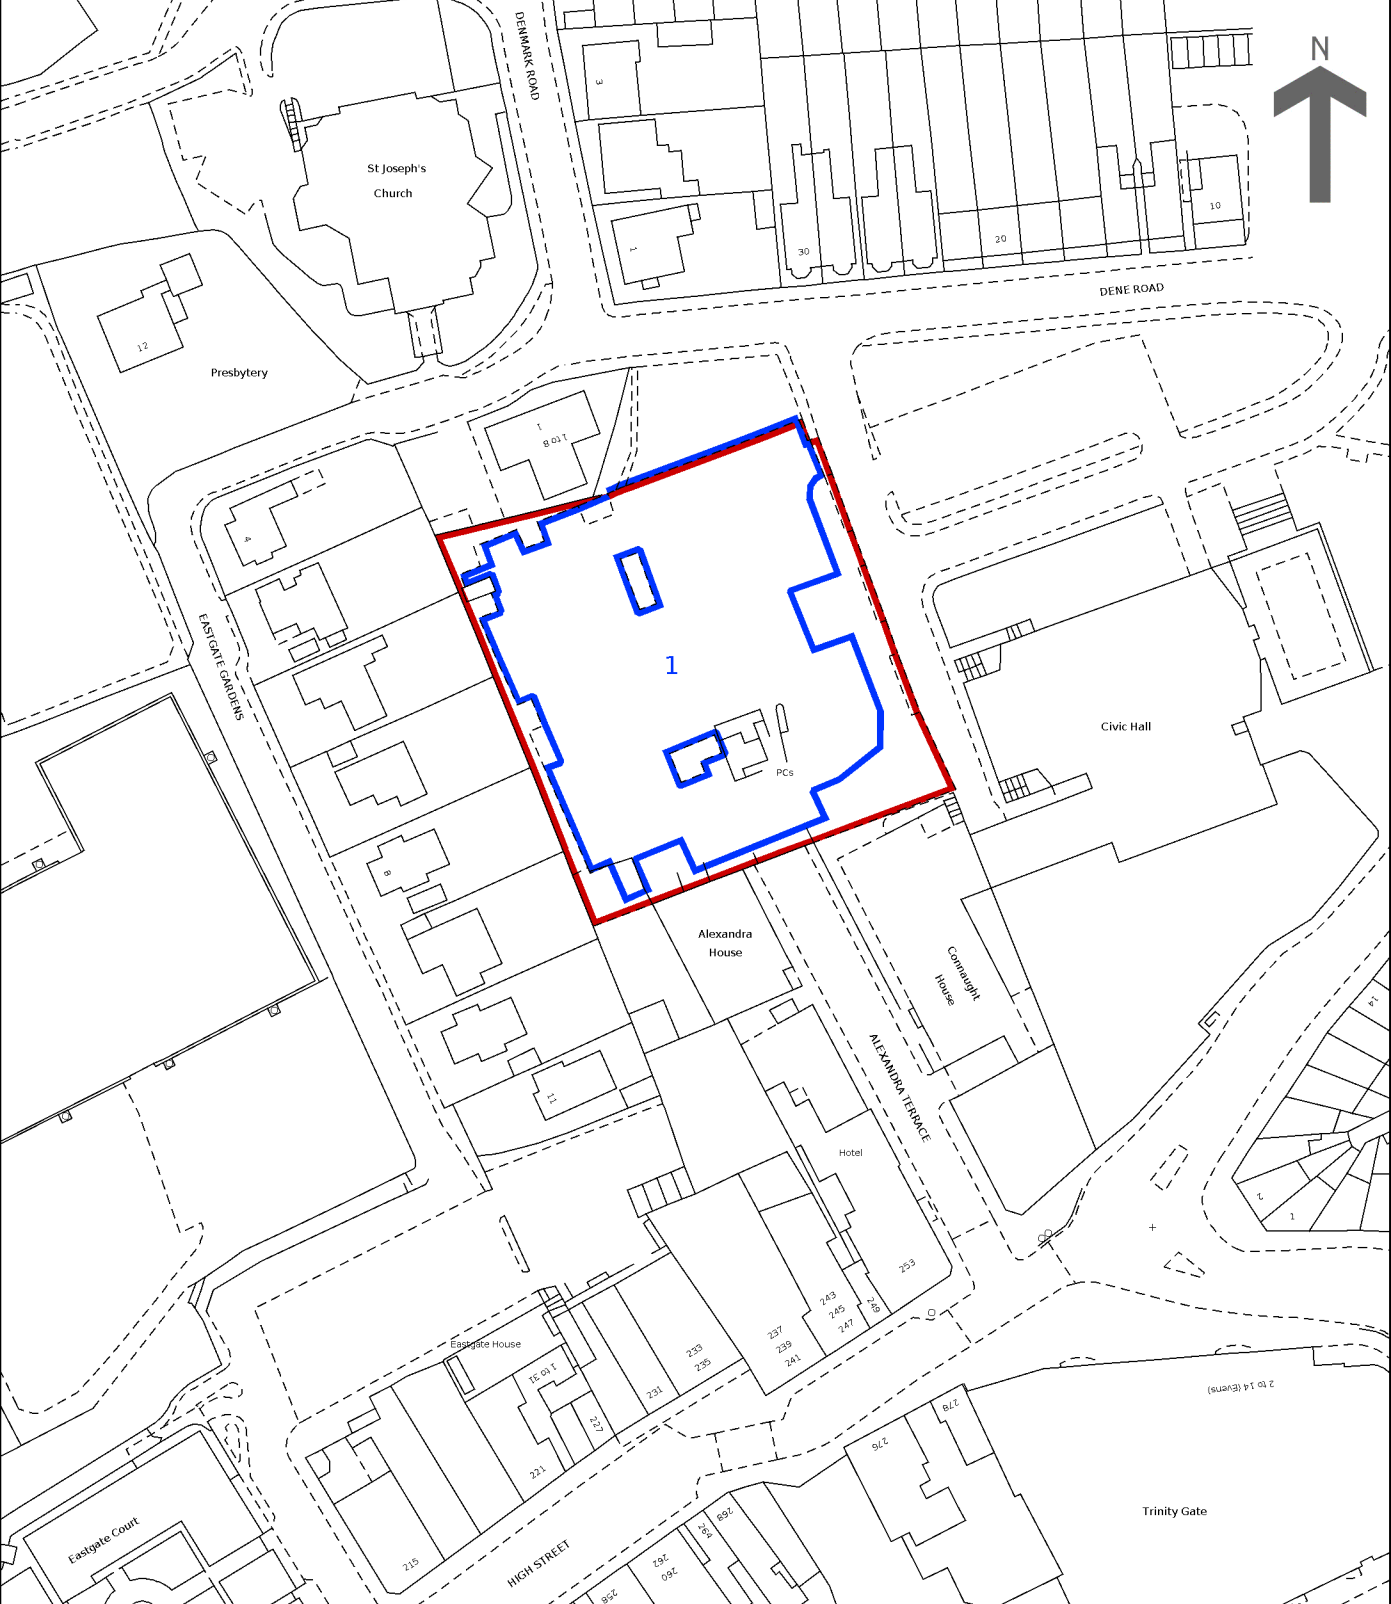 N
DENMARK ROAD
3
St Joseph's
Church
10
1
30
20
DENE ROAD
12
Presbytery
1
1 to 8
4
EASTGATE GARDENS
1
Civic Hall
PCs
8
Alexandra
House
Connaught
House
14
ALEXANDRA TERRACE
11
Hotel
2
1
253
243
245
247
249
237
239
241
233
235
Eastgate House
1 to 31
231
227
221
215
2 to 14 (Evens)
278
276
HIGH STREET
268
264
262
260
258
Trinity Gate
Eastgate Court